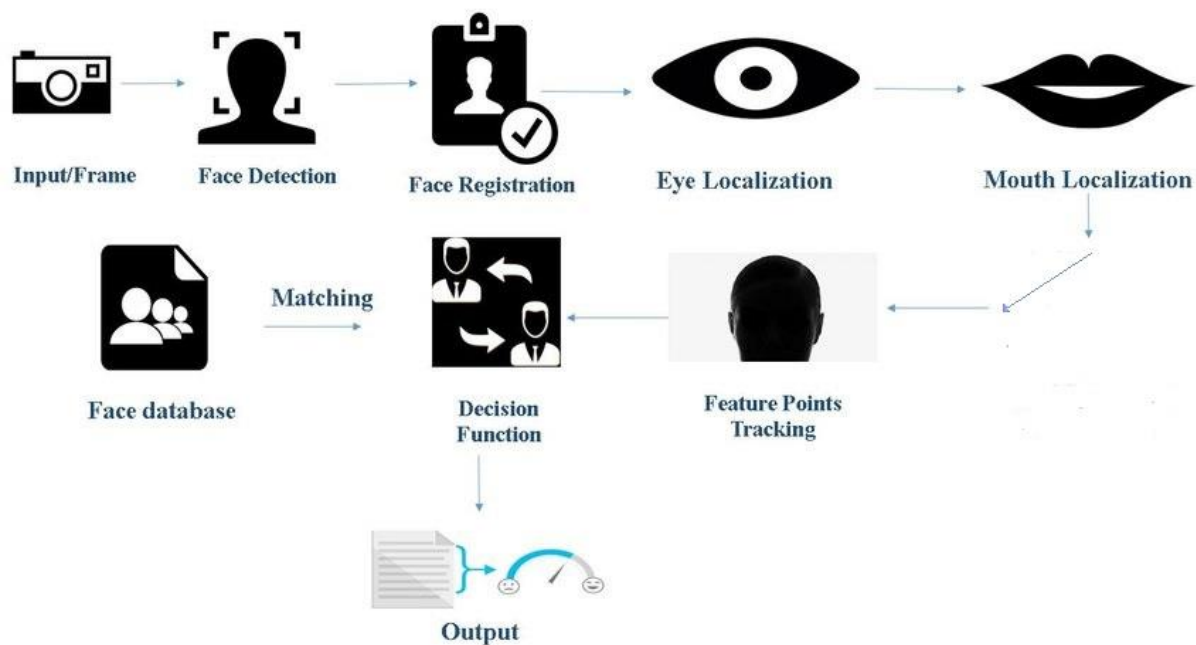 Input/Frame
Face Detection
Face Registration
Eye Localization
Mouth Localization
Matching
Face database
Decision
Function
Feature Points
Tracking
Output